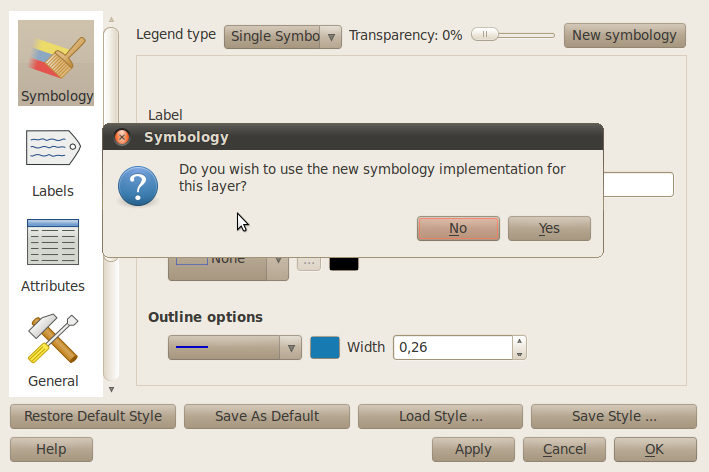 Legend type
Single Symbo
Transparency: 0%
New symbology
Symbology
Labels
Attributes
General
Label
Symbology
Do you wish to use the new symbology implementation for
this layer?
No
Yes
None
...
Outline options
Width
0,26
Restore Default Style
Save As Default
Load Style ...
Save Style ...
Help
Apply
Cancel
OK